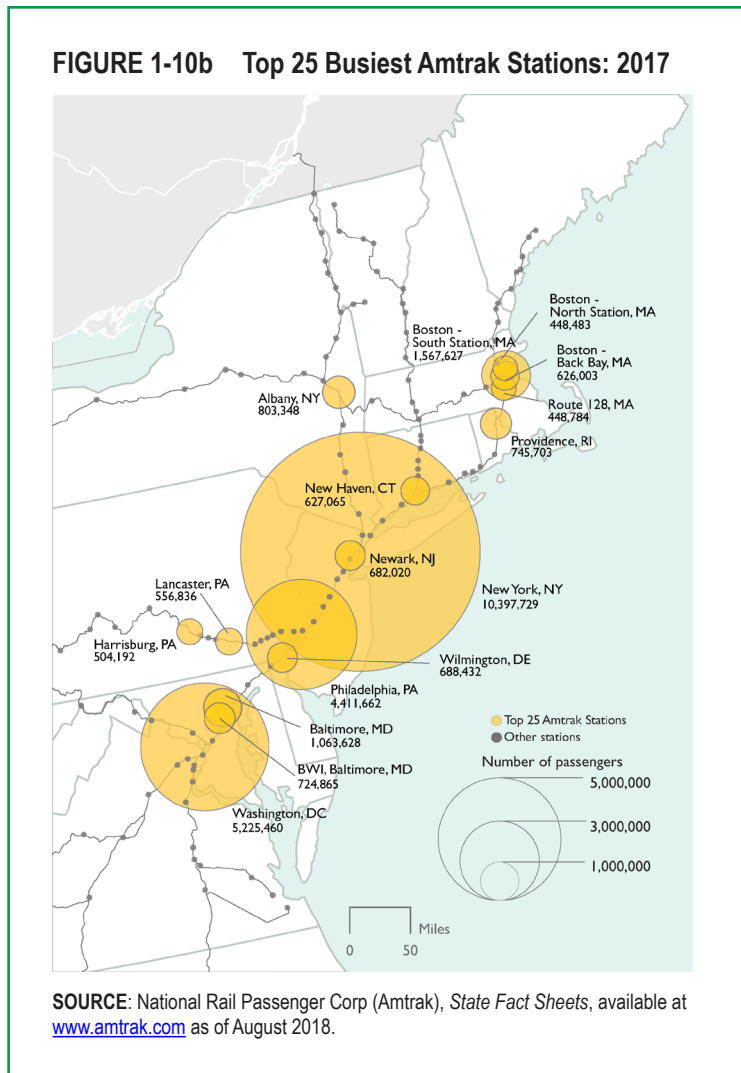 FIGURE 1-10b Top 25 Busiest Amtrak Stations: 2017
Boston -
North Station, MA
448,483
Boston -
South Station, MA
1,567,627
Boston -
Back Bay, MA
626,003
Albany, NY
803,348
Route 128, MA
448,784
Providence, RI
745,703
New Haven, CT
627,065
Newark, NJ
682,020
New York, NY
10,397,729
Lancaster, PA
556,836
Harrisburg, PA
504,192
Wilmington, DE
688,432
Philadelphia, PA
4,411,662
Baltimore, MD
1,063,628
BWI, Baltimore, MD
724,865
Washington, DC
5,225,460
Top 25 Amtrak Stations
Other stations
Number of passengers
5,000,000
3,000,000
1,000,000
Miles
0 50
SOURCE: National Rail Passenger Corp (Amtrak), State Fact Sheets, available at
www.amtrak.com as of August 2018.